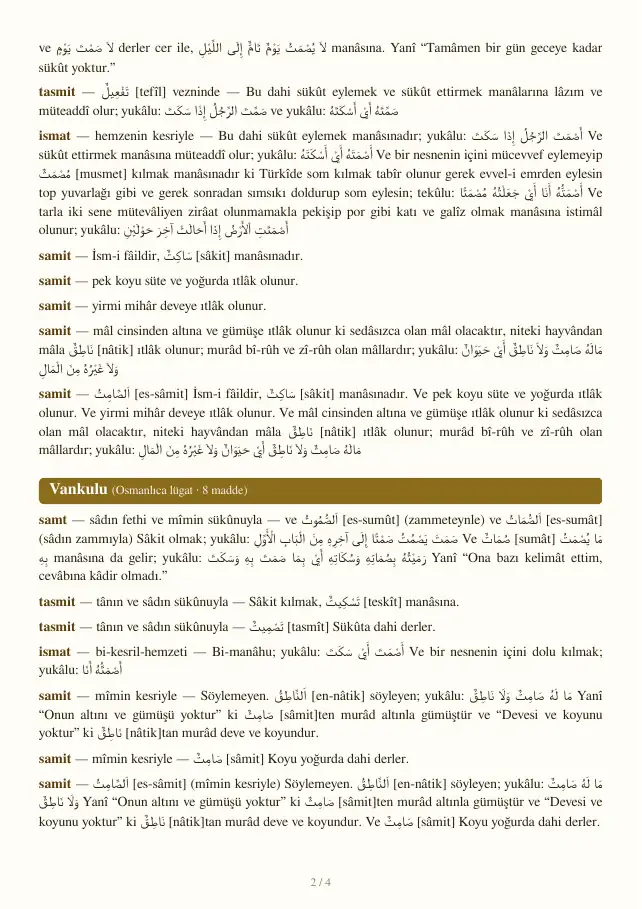 ve لَا صَمْتَ يَوْمٍ derler cer ile, لَا يُصْمَتُ يَوْمٌ تَامٌّ إِلَى اللَّيْلِ manâsına. Yanî “Tamâmen bir gün geceye kadar
sükût yoktur.”
tasmit — تَفْعِيلٌ [tefîl] vezninde — Bu dahi sükût eylemek ve sükût ettirmek manâlarına lâzım ve
müteaddî olur; yukâlu: صَمَّتَ الرَّجُلُ إِذَا سَكَتَ ve yukâlu: صَمَّتَهُ أَيْ أَسْكَتَهُ
ismat — hemzenin kesriyle — Bu dahi sükût eylemek manâsınadır; yukâlu: أَصْمَتَ الرَّجُلُ إِذَا سَكَتَ Ve
sükût ettirmek manâsına müteaddî olur; yukâlu: أَصْمَتَهُ أَيْ أَسْكَتَهُ Ve bir nesnenin içini mücevvef eylemeyip
مُصْمَتٌ [musmet] kılmak manâsınadır ki Türkîde som kılmak tabîr olunur gerek evvel-i emrden eylesin
top yuvarlağı gibi ve gerek sonradan sımsıkı doldurup som eylesin; tekûlu: أَصْمَتُّهُ أَنَا أَيْ جَعَلْتُهُ مُصْمَتًا Ve
tarla iki sene mütevâliyen zirâat olunmamakla pekişip por gibi katı ve galîz olmak manâsına istimâl
olunur; yukâlu: أَصْمَتَتِ الْأَرْضُ إِذَا أَحَالَتْ آخِرَ حَوْلَيْنِ
samit — İsm-i fâildir, سَاكِتٌ [sâkit] manâsınadır.
samit — pek koyu süte ve yoğurda ıtlâk olunur.
samit — yirmi mihâr deveye ıtlâk olunur.
samit — mâl cinsinden altına ve gümüşe ıtlâk olunur ki sedâsızca olan mâl olacaktır, niteki hayvândan
mâla نَاطِقٌ [nâtik] ıtlâk olunur; murâd bî-rûh ve zî-rûh olan mâllardır; yukâlu: مَالَهُ صَامِتٌ وَلَا نَاطِقٌ أَيْ حَيَوَانٌ
وَلَا غَيْرُهُ مِنَ الْمَالِ
samit — اَلصَّامِتُ [es-sâmit] İsm-i fâildir, سَاكِتٌ [sâkit] manâsınadır. Ve pek koyu süte ve yoğurda ıtlâk
olunur. Ve yirmi mihâr deveye ıtlâk olunur. Ve mâl cinsinden altına ve gümüşe ıtlâk olunur ki sedâsızca
olan mâl olacaktır, niteki hayvândan mâla نَاطِقٌ [nâtik] ıtlâk olunur; murâd bî-rûh ve zî-rûh olan
mâllardır; yukâlu: مَالَهُ صَامِتٌ وَلَا نَاطِقٌ أَيْ حَيَوَانٌ وَلَا غَيْرُهُ مِنَ الْمَالِ
Vankulu (Osmanlıca lügat · 8 madde)
samt — sâdın fethi ve mîmin sükûnuyla — ve اَلصُّمُوتُ [es-sumût] (zammeteynle) ve اَلصُّمَاتُ [es-sumât]
(sâdın zammıyla) Sâkit olmak; yukâlu: صَمَتَ يَصْمُتُ صَمْتًا إِلَى آخِرِهِ مِنَ الْبَابِ الْأَوَّلِ Ve صُمَاتٌ [sumât] مَا يُصْمَتُ
بِهِ manâsına da gelir; yukâlu: رَمَيْتُهُ بِصُمَاتِهِ وَسُكَاتِهِ أَيْ بِمَا صَمَتَ بِهِ وَسَكَتَ Yanî “Ona bazı kelimât ettim,
cevâbına kâdir olmadı.”
tasmit — tânın ve sâdın sükûnuyla — Sâkit kılmak, تَسْكِيتٌ [teskît] manâsına.
tasmit — tânın ve sâdın sükûnuyla — تَصْمِيتٌ [tasmît] Sükûta dahi derler.
ismat — bi-kesril-hemzeti — Bi-manâhu; yukâlu: أَصْمَتَ أَيْ سَكَتَ Ve bir nesnenin içini dolu kılmak;
yukâlu: أَصْمَتُّهُ أَنَا
samit — mîmin kesriyle — Söylemeyen. اَلنَّاطِقُ [en-nâtik] söyleyen; yukâlu: مَا لَهُ صَامِتٌ وَلَا نَاطِقٌ Yanî
“Onun altını ve gümüşü yoktur” ki صَامِتٌ [sâmit]ten murâd altınla gümüştür ve “Devesi ve koyunu
yoktur” ki نَاطِقٌ [nâtik]tan murâd deve ve koyundur.
samit — mîmin kesriyle — صَامِتٌ [sâmit] Koyu yoğurda dahi derler.
samit — اَلصَّامِتُ [es-sâmit] (mîmin kesriyle) Söylemeyen. اَلنَّاطِقُ [en-nâtik] söyleyen; yukâlu: مَا لَهُ صَامِتٌ
وَلَا نَاطِقٌ Yanî “Onun altını ve gümüşü yoktur” ki صَامِتٌ [sâmit]ten murâd altınla gümüştür ve “Devesi ve
koyunu yoktur” ki نَاطِقٌ [nâtik]tan murâd deve ve koyundur. Ve صَامِتٌ [sâmit] Koyu yoğurda dahi derler.
2 / 4